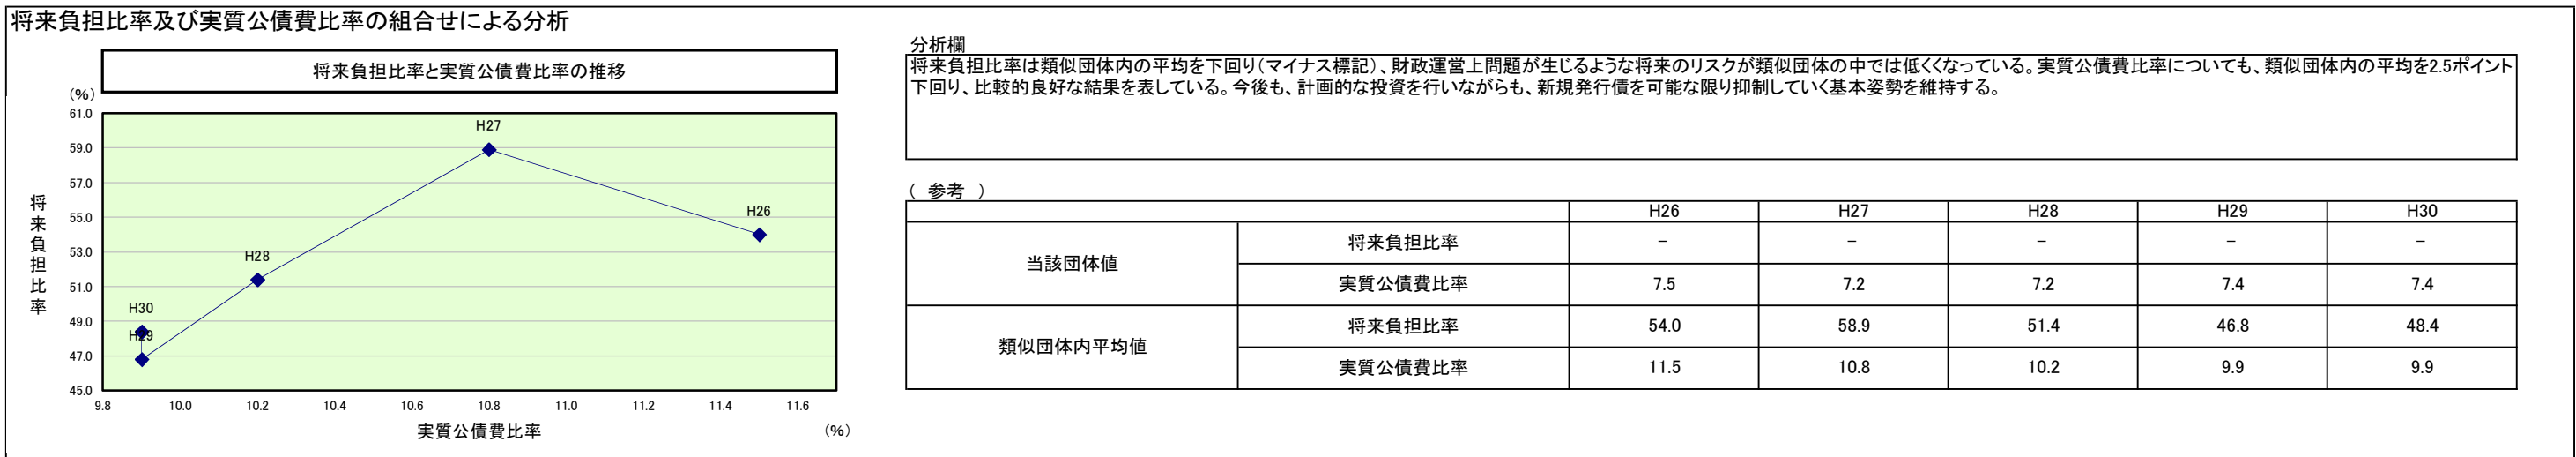 将来負担比率及び実質公債費比率の組合せによる分析
将来負担比率と実質公債費比率の推移
(%)
61.0
59.0
57.0
55.0
53.0
51.0
49.0
47.0
45.0
将来負担比率
H27
H26
H28
H30
H29
9.8 10.0 10.2 10.4 10.6 10.8 11.0 11.2 11.4 11.6
実質公債費比率 (%)
分析欄
将来負担比率は類似団体内の平均を下回り(マイナス標記)、財政運営上問題が生じるような将来のリスクが類似団体の中では低くくなっている。実質公債費比率についても、類似団体内の平均を2.5ポイント
下回り、比較的良好な結果を表している。今後も、計画的な投資を行いながらも、新規発行債を可能な限り抑制していく基本姿勢を維持する。
( 参考 )
H26 H27 H28 H29 H30
当該団体値
将来負担比率 - - - - -
実質公債費比率 7.5 7.2 7.2 7.4 7.4
類似団体内平均値
将来負担比率 54.0 58.9 51.4 46.8 48.4
実質公債費比率 11.5 10.8 10.2 9.9 9.9